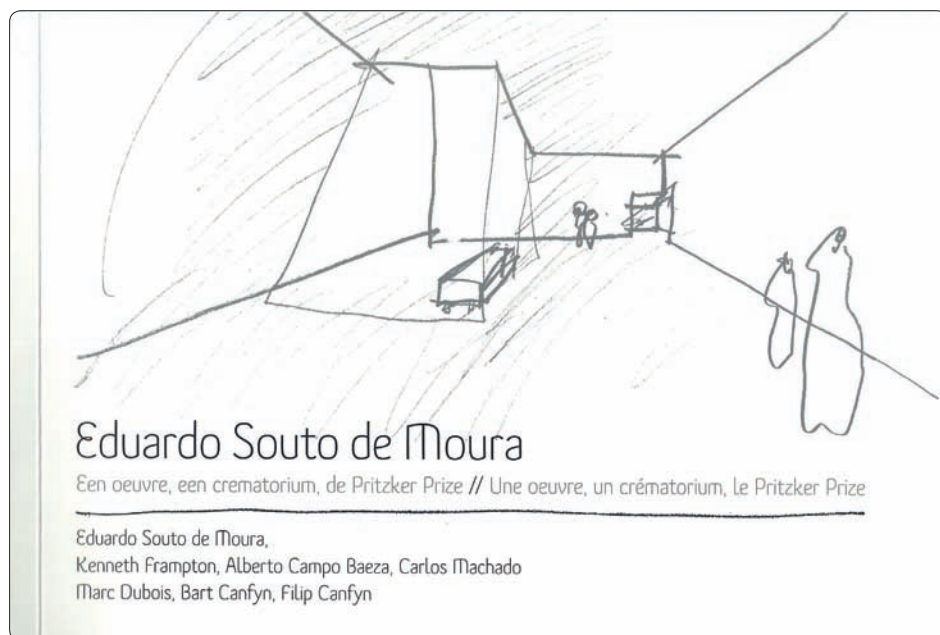 Eduardo Souto de Moura
Een oeuvre, een crematorium, de Pritzker Prize // Une oeuvre, un crématorium, le Pritzker Prize
Eduardo Souto de Moura,
Kenneth Frampton, Alberto Campo Baeza, Carlos Machado
Marc Dubois, Bart Canfyn, Filip Canfyn